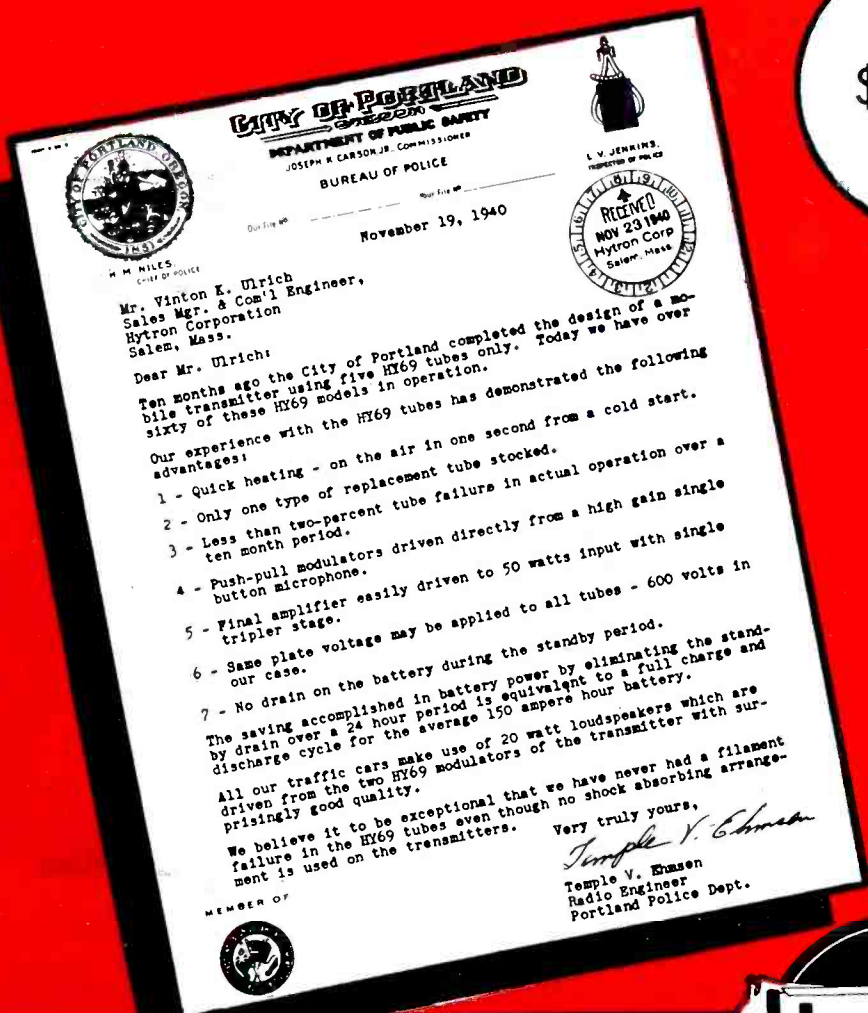 $
CITY OF PORTLAND
OREGON
DEPARTMENT OF PUBLIC SAFETY
JOSEPH K CARSON, JR., COMMISSIONER
BUREAU OF POLICE
CITY OF PORTLAND, OREGON
1851
H. M. NILES,
CHIEF OF POLICE
L. V. JENKINS,
INSPECTOR OF POLICE
Our File Nº
Your File Nº
RECEIVED
NOV 23 1940
Hytron Corp
Salem, Mass
November 19, 1940
Mr. Vinton K. Ulrich
Sales Mgr. & Com'l Engineer,
Hytron Corporation
Salem, Mass.
Dear Mr. Ulrich:
Ten months ago the City of Portland completed the design of a mo-
bile transmitter using five HY69 tubes only. Today we have over
sixty of these HY69 models in operation.
Our experience with the HY69 tubes has demonstrated the following
advantages:
1 - Quick heating - on the air in one second from a cold start.
2 - Only one type of replacement tube stocked.
3 - Less than two-percent tube failure in actual operation over a
ten month period.
4 - Push-pull modulators driven directly from a high gain single
button microphone.
5 - Final amplifier easily driven to 50 watts input with single
tripler stage.
6 - Same plate voltage may be applied to all tubes - 600 volts in
our case.
7 - No drain on the battery during the standby period.
The saving accomplished in battery power by eliminating the stand-
by drain over a 24 hour period is equivalent to a full charge and
discharge cycle for the average 150 ampere hour battery.
All our traffic cars make use of 20 watt loudspeakers which are
driven from the two HY69 modulators of the transmitter with sur-
prisingly good quality.
We believe it to be exceptional that we have never had a filament
failure in the HY69 tubes even though no shock absorbing arrange-
ment is used on the transmitters.
Very truly yours,
Temple V. Ehmsen
Temple V. Ehmsen
Radio Engineer
Portland Police Dept.
MEMBER OF